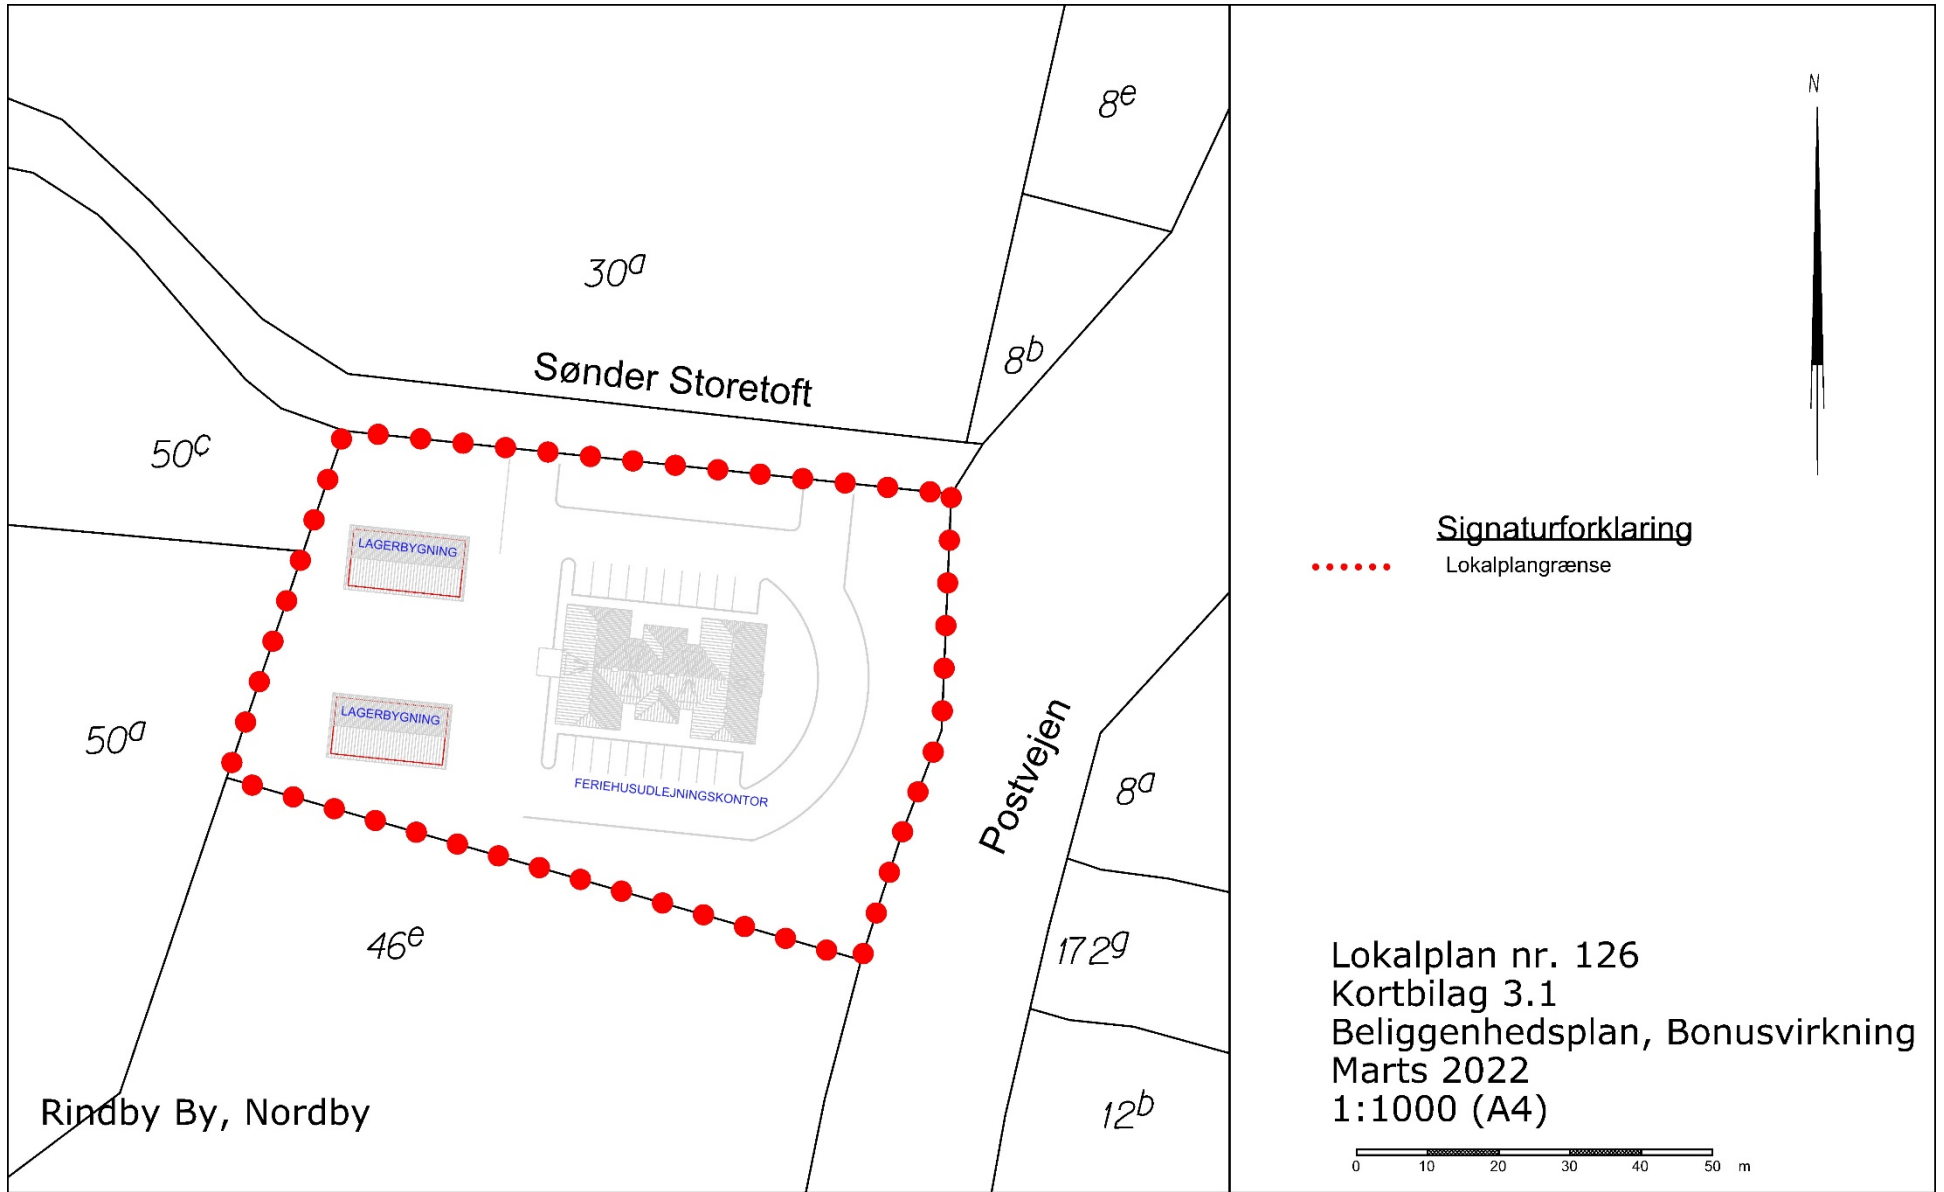 8e
N
30a
8b
Sønder Storetoft
50c
Signaturforklaring
Lokalplangrænse
LAGERBYGNING
LAGERBYGNING
50a
FERIEHUSUDLEJNINGSKONTOR
Postvejen
8a
46e
172g
Lokalplan nr. 126
Kortbilag 3.1
Beliggenhedsplan, Bonusvirkning
Marts 2022
1:1000 (A4)
Rindby By, Nordby
12b
0 10 20 30 40 50 m